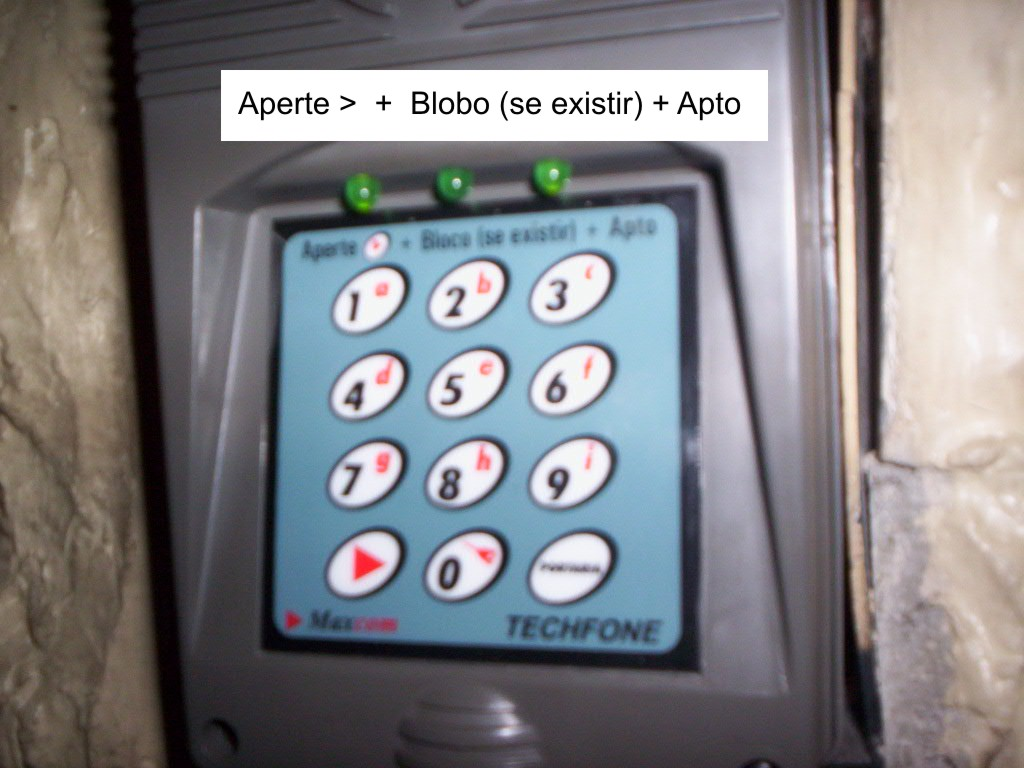 Aperte > + Blobo (se existir) + Apto
Aperte + Bloco (se existir) + Apto
1 a 2 b 3 c
4 d 5 e 6 f
7 g 8 h 9 i
0
Maxcom TECHFONE